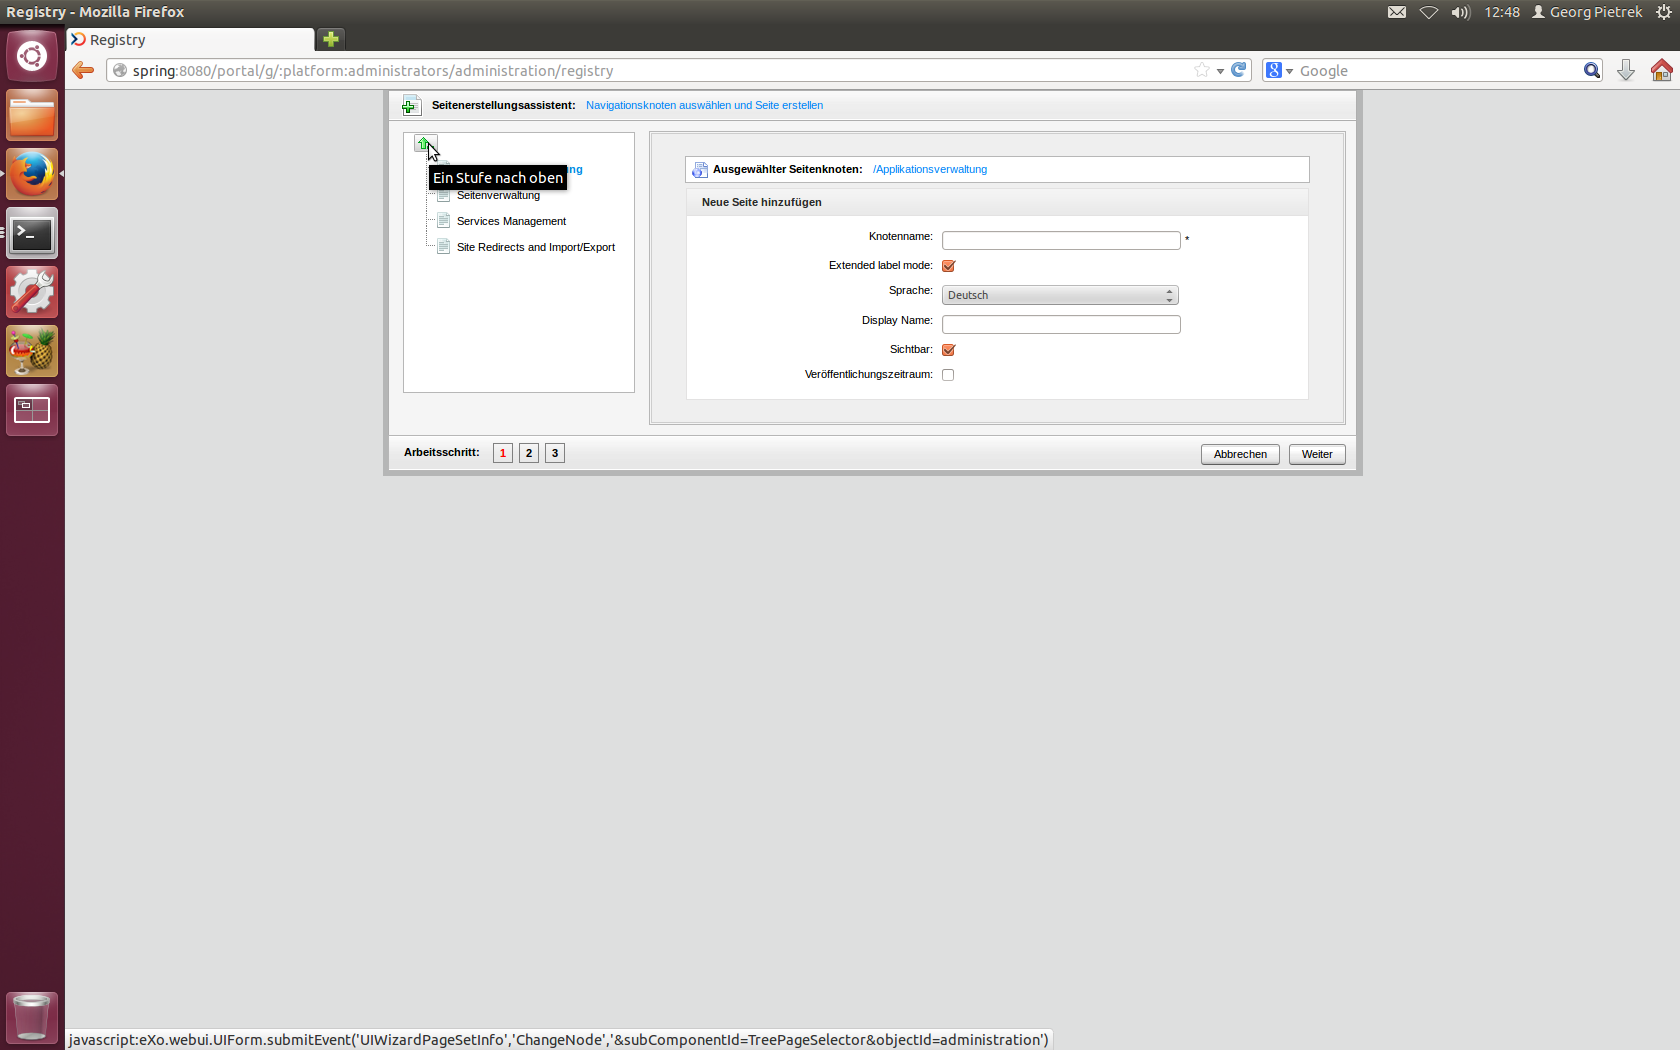 Registry - Mozilla Firefox
12:48 Georg Pietrek
Registry
spring:8080/portal/g/:platform:administrators/administration/registry
Google
Seitenerstellungsassistent: Navigationsknoten auswählen und Seite erstellen
Ein Stufe nach oben
Seitenverwaltung
Services Management
Site Redirects and Import/Export
Ausgewählter Seitenknoten: /Applikationsverwaltung
Neue Seite hinzufügen
Knotenname: *
Extended label mode:
Sprache: Deutsch
Display Name:
Sichtbar:
Veröffentlichungszeitraum:
Arbeitsschritt: 1 2 3
Abbrechen Weiter
javascript:eXo.webui.UIForm.submitEvent('UIWizardPageSetInfo','ChangeNode','&subComponentId=TreePageSelector&objectId=administration')